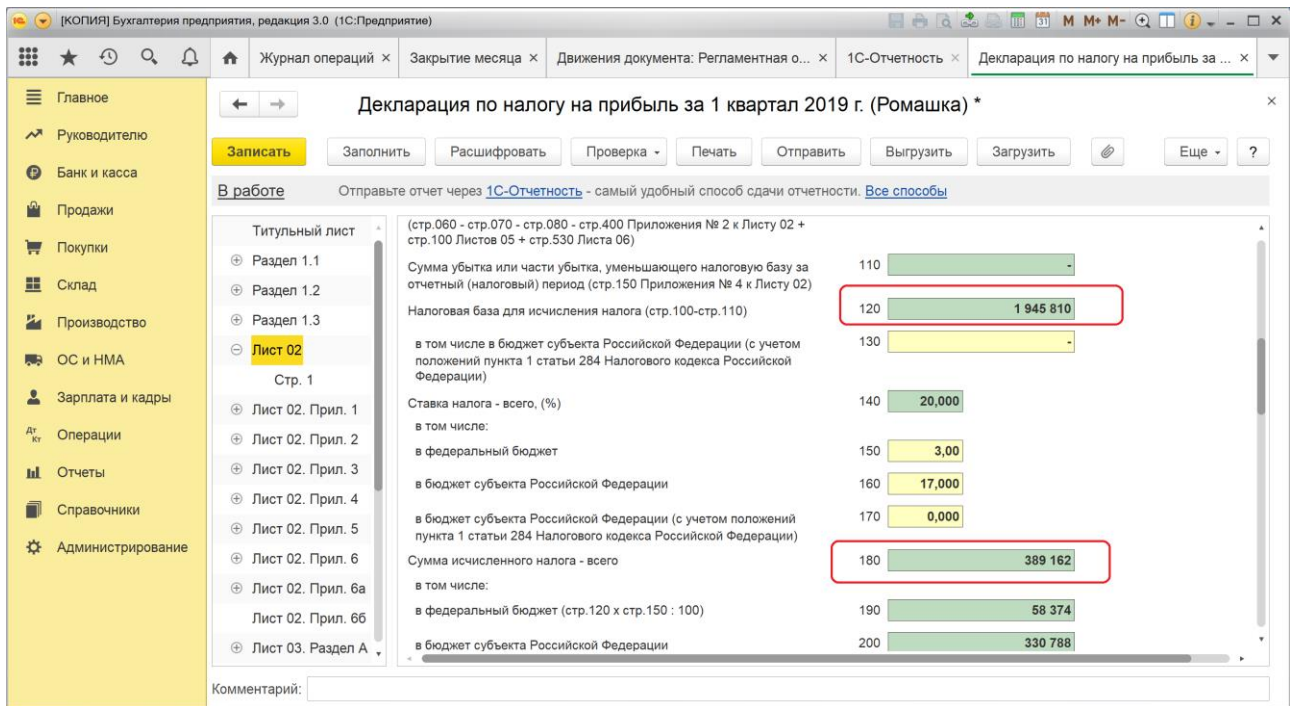 [КОПИЯ] Бухгалтерия предприятия, редакция 3.0 (1С:Предприятие)
M M+ M-
Журнал операций ×
Закрытие месяца ×
Движения документа: Регламентная о... ×
1С-Отчетность ×
Декларация по налогу на прибыль за ... ×
Главное
Руководителю
Банк и касса
Продажи
Покупки
Склад
Производство
ОС и НМА
Зарплата и кадры
Операции
Отчеты
Справочники
Администрирование
Декларация по налогу на прибыль за 1 квартал 2019 г. (Ромашка) *
Записать Заполнить Расшифровать Проверка Печать Отправить Выгрузить Загрузить Еще ?
В работе Отправьте отчет через 1С-Отчетность - самый удобный способ сдачи отчетности. Все способы
Титульный лист
Раздел 1.1
Раздел 1.2
Раздел 1.3
Лист 02
Стр. 1
Лист 02. Прил. 1
Лист 02. Прил. 2
Лист 02. Прил. 3
Лист 02. Прил. 4
Лист 02. Прил. 5
Лист 02. Прил. 6
Лист 02. Прил. 6а
Лист 02. Прил. 6б
Лист 03. Раздел А
(стр.060 - стр.070 - стр.080 - стр.400 Приложения № 2 к Листу 02 +
стр.100 Листов 05 + стр.530 Листа 06)
Сумма убытка или части убытка, уменьшающего налоговую базу за 110 -
отчетный (налоговый) период (стр.150 Приложения № 4 к Листу 02)
Налоговая база для исчисления налога (стр.100-стр.110) 120 1 945 810
в том числе в бюджет субъекта Российской Федерации (с учетом 130 -
положений пункта 1 статьи 284 Налогового кодекса Российской
Федерации)
Ставка налога - всего, (%) 140 20,000
в том числе:
в федеральный бюджет 150 3,00
в бюджет субъекта Российской Федерации 160 17,000
в бюджет субъекта Российской Федерации (с учетом положений 170 0,000
пункта 1 статьи 284 Налогового кодекса Российской Федерации)
Сумма исчисленного налога - всего 180 389 162
в том числе:
в федеральный бюджет (стр.120 х стр.150 : 100) 190 58 374
в бюджет субъекта Российской Федерации 200 330 788
Комментарий: